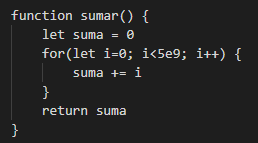 function sumar() {
    let suma = 0
    for(let i=0; i<5e9; i++) {
        suma += i
    }
    return suma
}